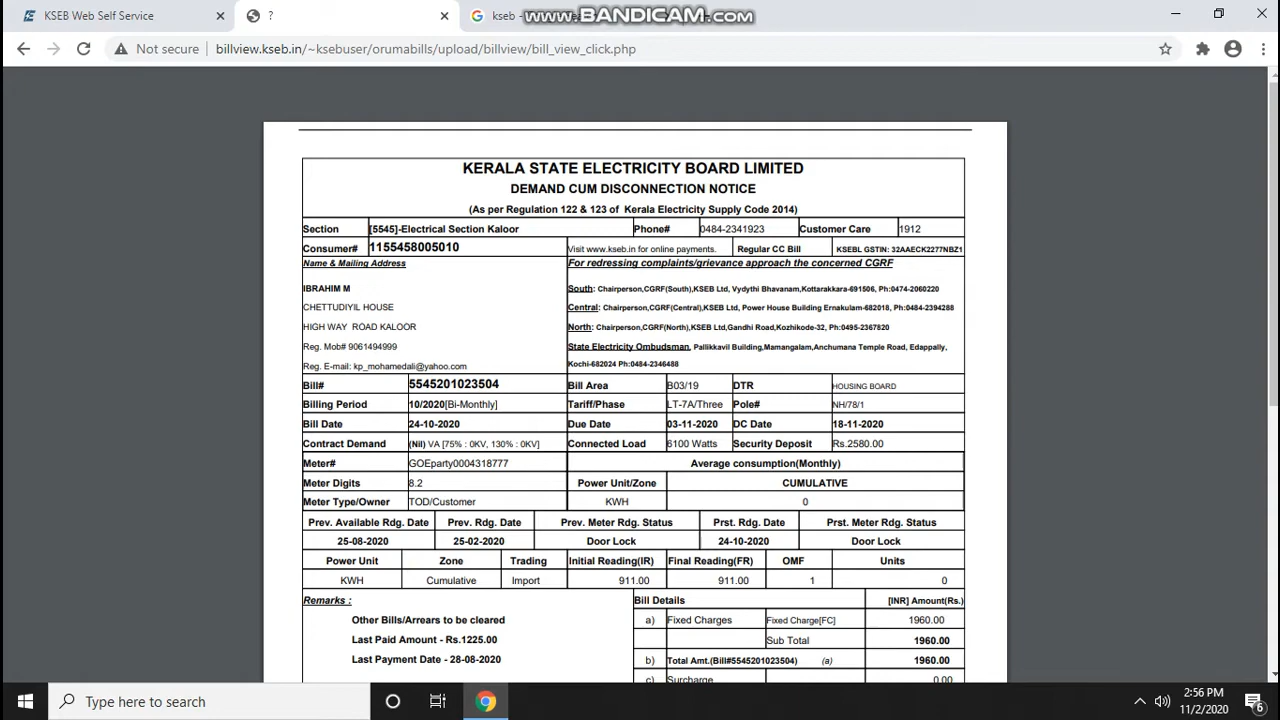 KSEB Web Self Service
?
kseb
WWW.BANDICAM.COM
Not secure billview.kseb.in/~ksebuser/orumabills/upload/billview/bill_view_click.php
KERALA STATE ELECTRICITY BOARD LIMITED
DEMAND CUM DISCONNECTION NOTICE
(As per Regulation 122 & 123 of Kerala Electricity Supply Code 2014)
Section [5545]-Electrical Section Kaloor Phone# 0484-2341923 Customer Care 1912
Consumer# 1155458005010 Visit www.kseb.in for online payments. Regular CC Bill KSEBL GSTIN: 32AAECK2277NBZ1
Name & Mailing Address For redressing complaints/grievance approach the concerned CGRF
IBRAHIM M South: Chairperson,CGRF(South),KSEB Ltd, Vydythi Bhavanam,Kottarakkara-691506, Ph:0474-2060220
CHETTUDIYIL HOUSE Central: Chairperson,CGRF(Central),KSEB Ltd, Power House Building Ernakulam-682018, Ph:0484-2394288
HIGH WAY ROAD KALOOR North: Chairperson,CGRF(North),KSEB Ltd,Gandhi Road,Kozhikode-32, Ph:0495-2367820
Reg. Mob# 9061494999 State Electricity Ombudsman, Pallikkavil Building,Mamangalam,Anchumana Temple Road, Edappally,
Reg. E-mail: kp_mohamedali@yahoo.com Kochi-682024 Ph:0484-2346488
Bill# 5545201023504 Bill Area B03/19 DTR HOUSING BOARD
Billing Period 10/2020[Bi-Monthly] Tariff/Phase LT-7A/Three Pole# NH/78/1
Bill Date 24-10-2020 Due Date 03-11-2020 DC Date 18-11-2020
Contract Demand (Nil) VA [75% : 0KV, 130% : 0KV] Connected Load 6100 Watts Security Deposit Rs.2580.00
Meter# GOEparty0004318777 Average consumption(Monthly)
Meter Digits 8.2 Power Unit/Zone CUMULATIVE
Meter Type/Owner TOD/Customer KWH 0
Prev. Available Rdg. Date Prev. Rdg. Date Prev. Meter Rdg. Status Prst. Rdg. Date Prst. Meter Rdg. Status
25-08-2020 25-02-2020 Door Lock 24-10-2020 Door Lock
Power Unit Zone Trading Initial Reading(IR) Final Reading(FR) OMF Units
KWH Cumulative Import 911.00 911.00 1 0
Remarks : Bill Details [INR] Amount(Rs.)
Other Bills/Arrears to be cleared a) Fixed Charges Fixed Charge[FC] 1960.00
Last Paid Amount - Rs.1225.00 Sub Total 1960.00
Last Payment Date - 28-08-2020 b) Total Amt.(Bill#5545201023504) (a) 1960.00
c) Surcharge 0.00
Type here to search
2:56 PM
11/2/2020
6